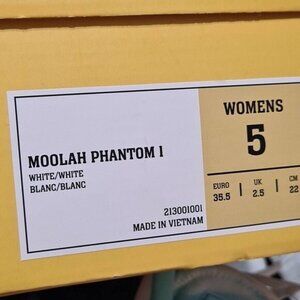 MOOLAH PHANTOM 1
WHITE/WHITE
BLANC/BLANC
213001001
MADE IN VIETNAM
WOMENS
5
EURO UK CM
35.5 2.5 22